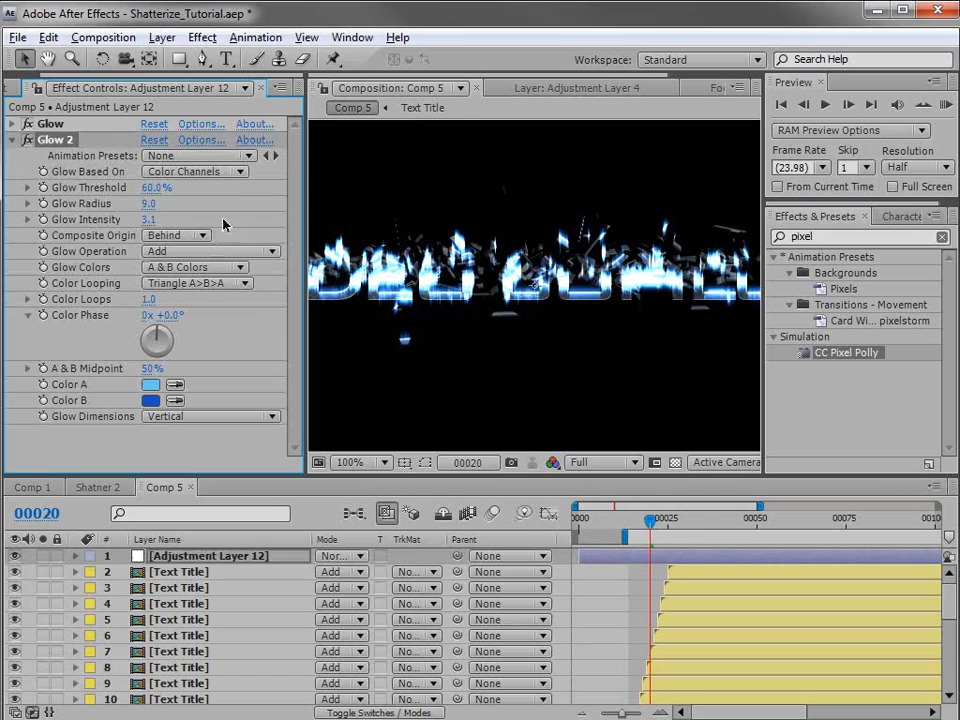 AE Adobe After Effects - Shatterize_Tutorial.aep *
File Edit Composition Layer Effect Animation View Window Help
Workspace: Standard Search Help
Effect Controls: Adjustment Layer 12
Comp 5 • Adjustment Layer 12
fx Glow Reset Options... About...
fx Glow 2 Reset Options... About...
Animation Presets: None
Glow Based On Color Channels
Glow Threshold 60.0%
Glow Radius 9.0
Glow Intensity 3.1
Composite Origin Behind
Glow Operation Add
Glow Colors A & B Colors
Color Looping Triangle A>B>A
Color Loops 1.0
Color Phase 0x +0.0°
A & B Midpoint 50%
Color A
Color B
Glow Dimensions Vertical
Composition: Comp 5 Layer: Adjustment Layer 4 Fo
Comp 5 Text Title
100% 00020 Full Active Camera
Preview
RAM Preview Options
Frame Rate Skip Resolution
(23.98) 1 Half
From Current Time Full Screen
Effects & Presets Characte
pixel
* Animation Presets
Backgrounds
Pixels
Transitions - Movement
Card Wi... pixelstorm
Simulation
CC Pixel Polly
Comp 1 Shatner 2 Comp 5
00020
0000 00025 00050 00075 0010
# Layer Name Mode T TrkMat Parent
1 [Adjustment Layer 12] Nor... None
2 [Text Title] Add No... None
3 [Text Title] Add No... None
4 [Text Title] Add No... None
5 [Text Title] Add No... None
6 [Text Title] Add No... None
7 [Text Title] Add No... None
8 [Text Title] Add No... None
9 [Text Title] Add No... None
10 [Text Title] Add No... None
Toggle Switches / Modes